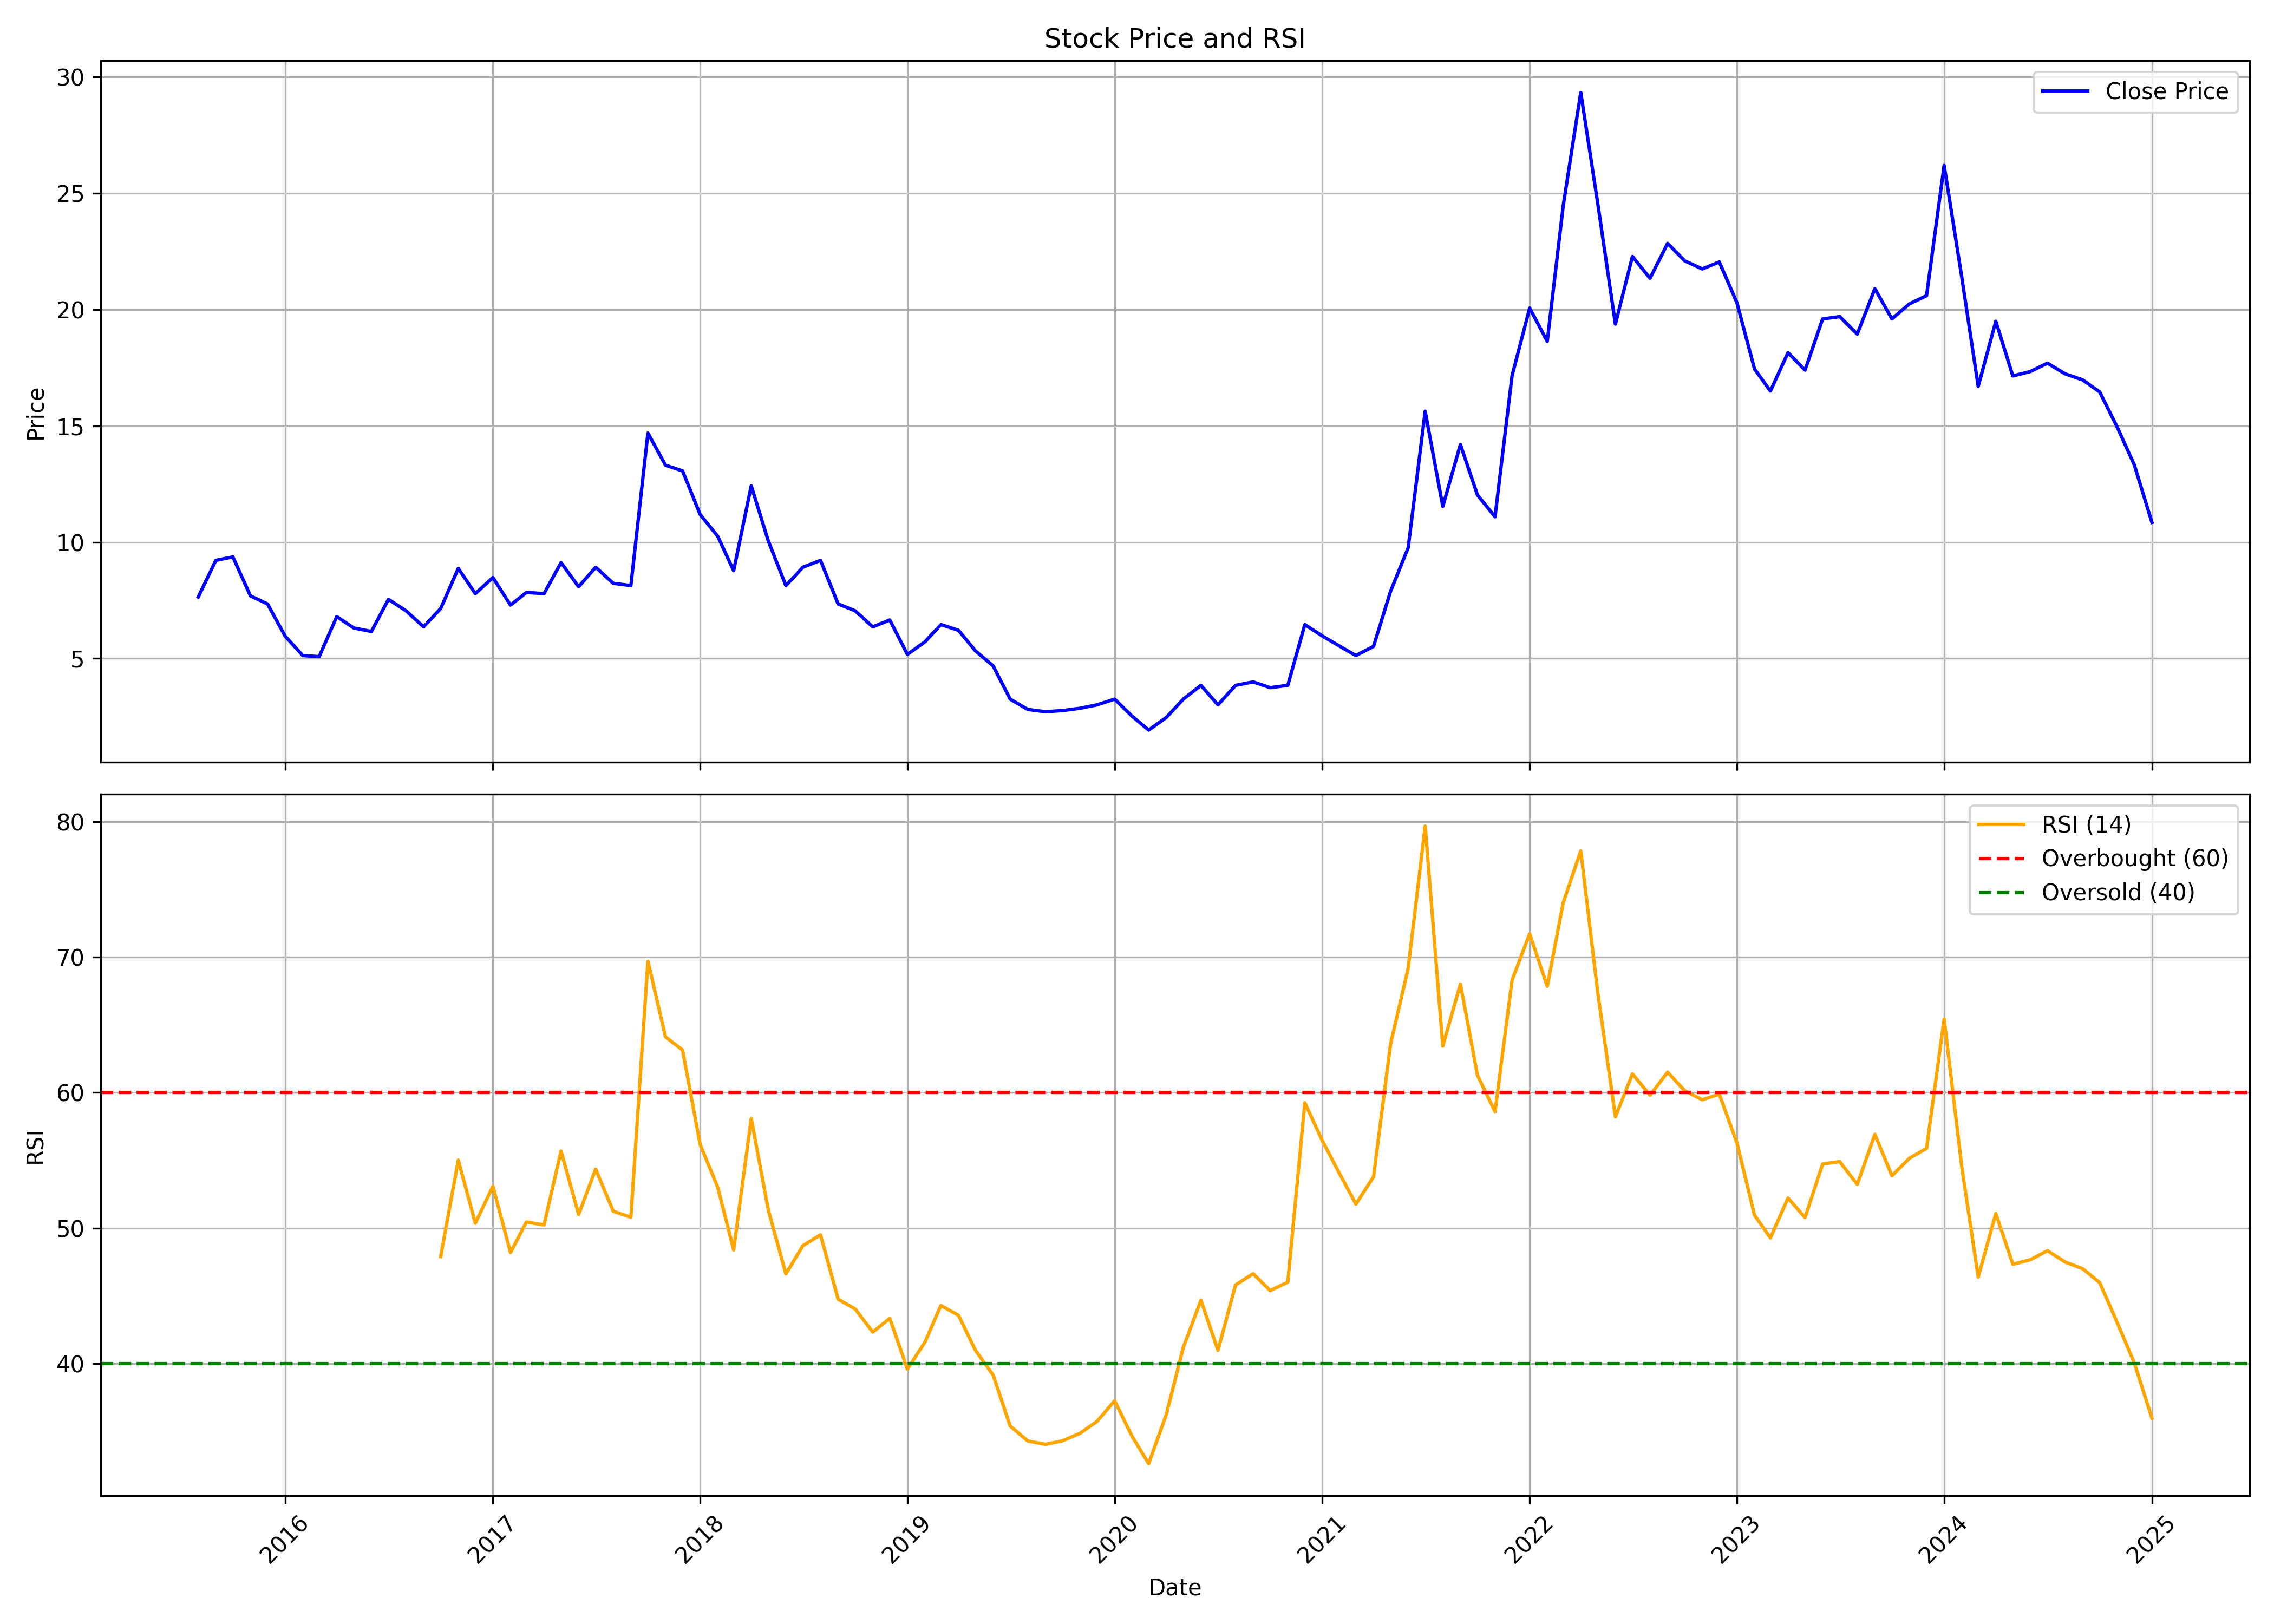 Stock Price and RSI
30
25
20
15
10
5
Price
Close Price
80
70
60
50
40
RSI
RSI (14)
Overbought (60)
Oversold (40)
2016
2017
2018
2019
2020
2021
2022
2023
2024
2025
Date